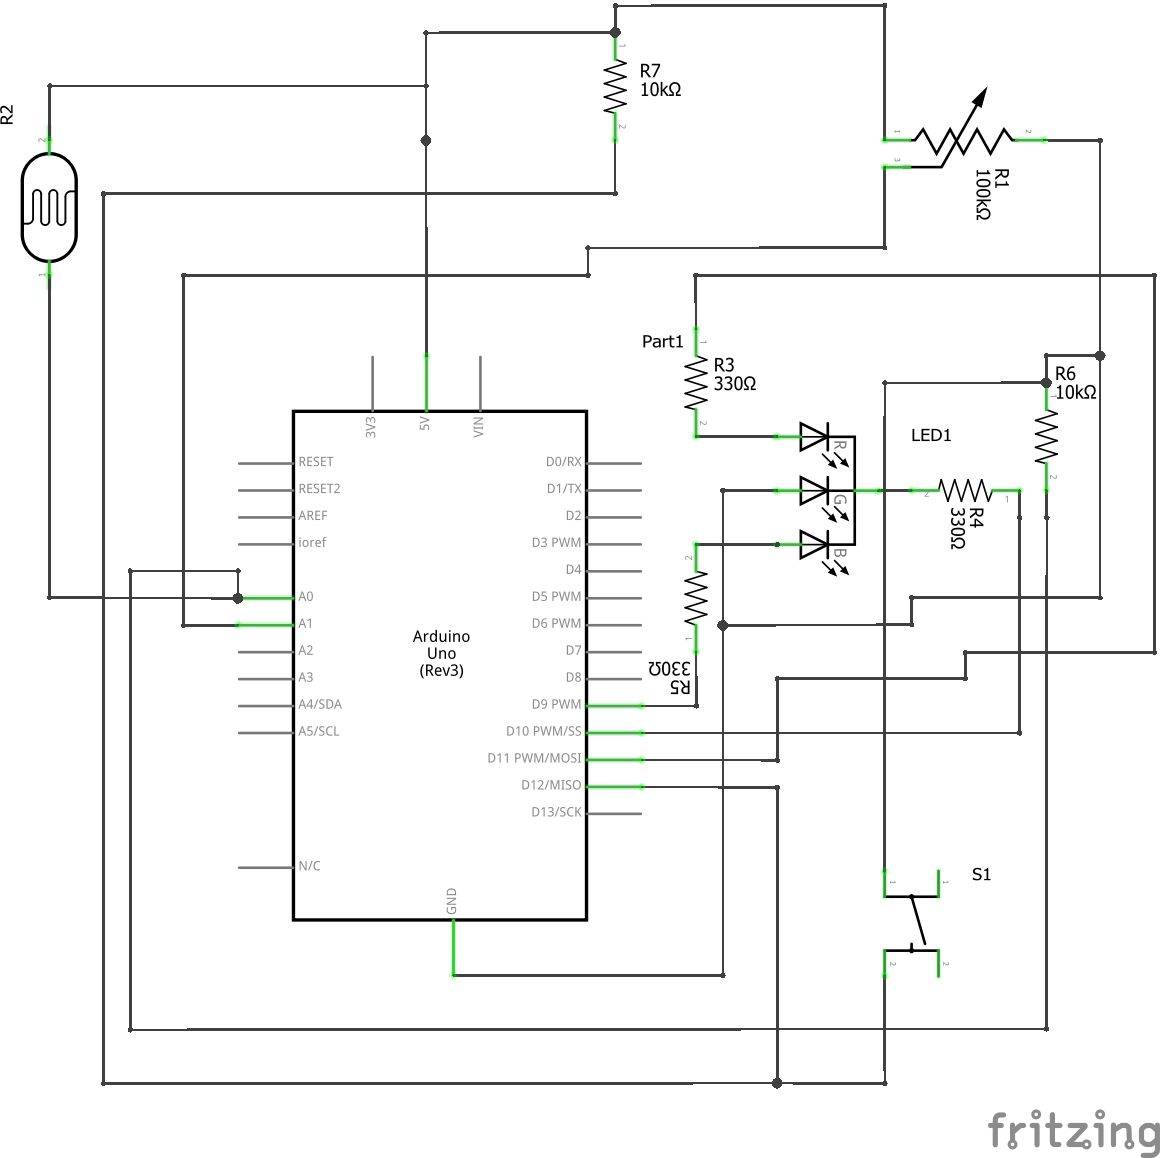 R2
R7
10kΩ
1
2
2
1
1
2
3
R1
100kΩ
Part1
R3
330Ω
1
2
R6
10kΩ
1
2
LED1
R
G
B
2
1
R4
330Ω
2
1
R5
330Ω
3V3
5V
VIN
RESET
RESET2
AREF
ioref
A0
A1
A2
A3
A4/SDA
A5/SCL
N/C
Arduino
Uno
(Rev3)
D0/RX
D1/TX
D2
D3 PWM
D4
D5 PWM
D6 PWM
D7
D8
D9 PWM
D10 PWM/SS
D11 PWM/MOSI
D12/MISO
D13/SCK
GND
S1
1
1
2
2
fritzing